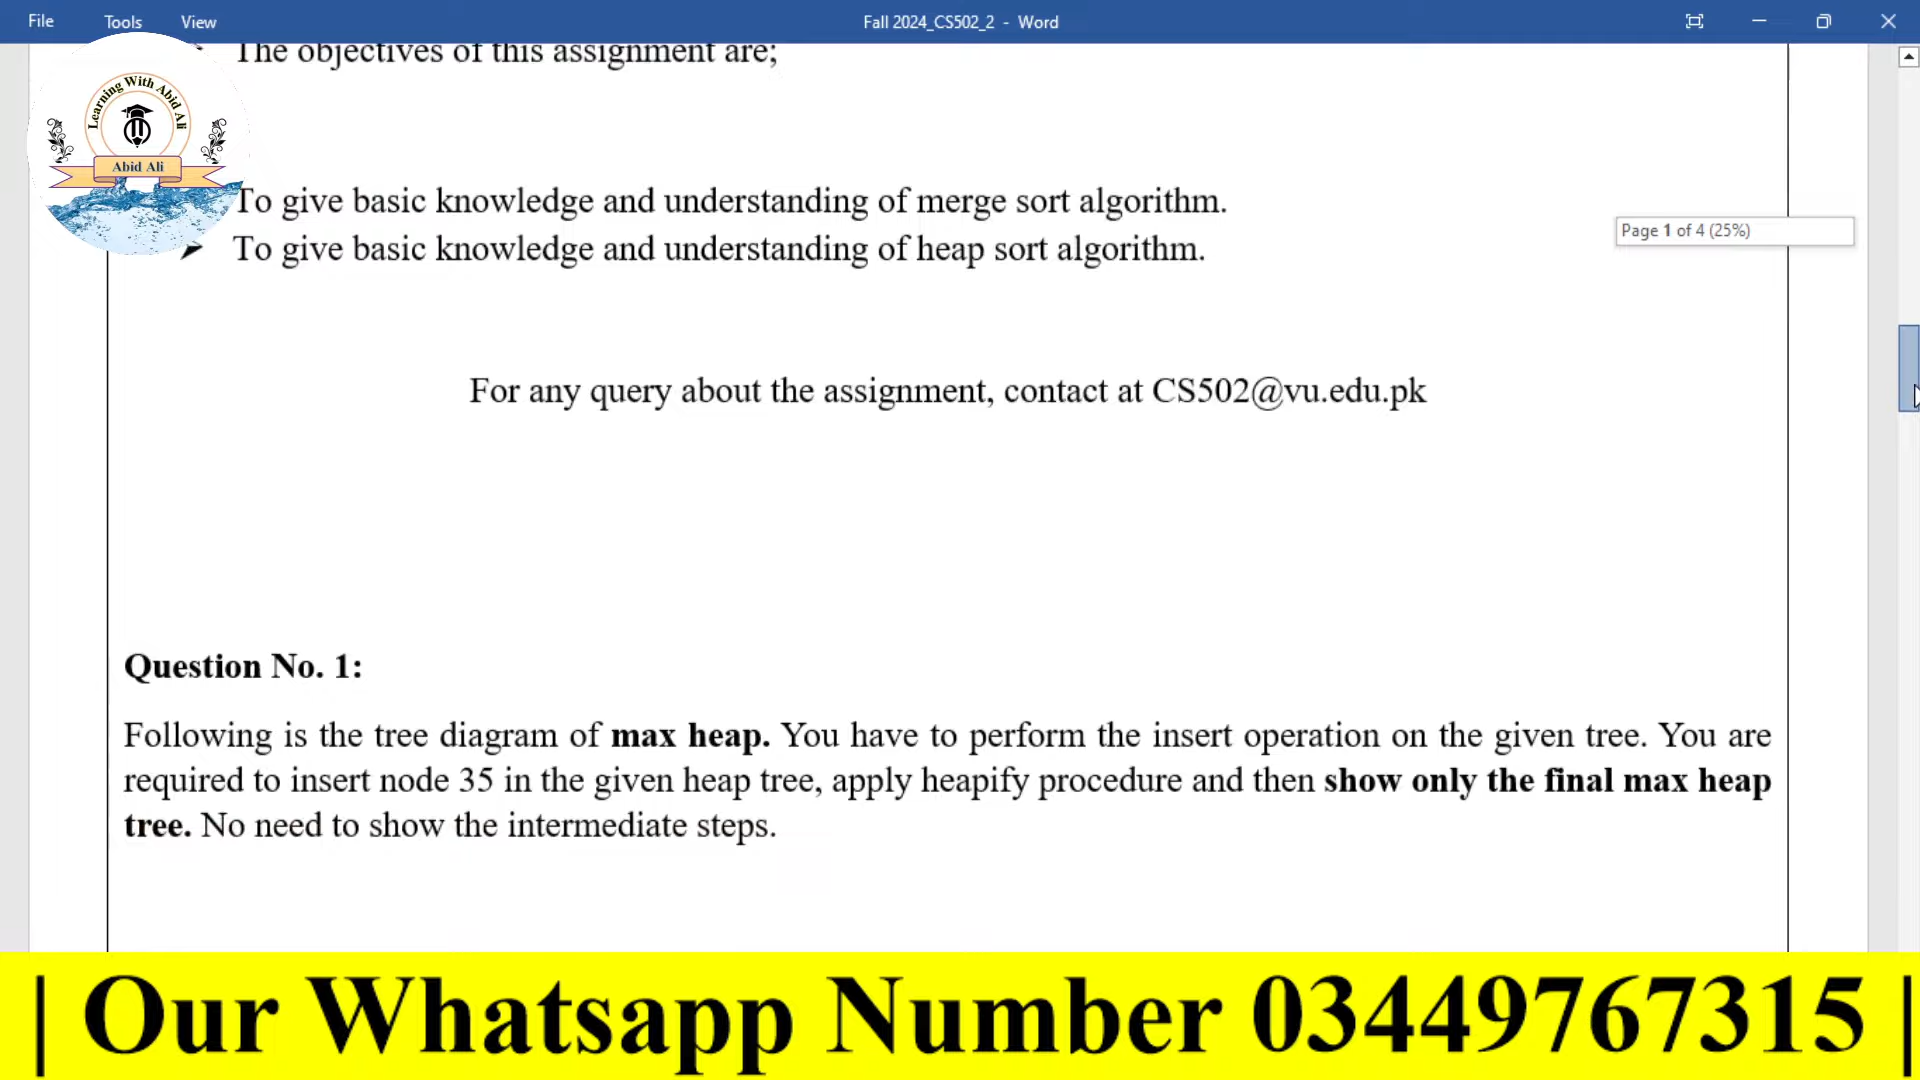 File Tools View Fall 2024_CS502_2 - Word
The objectives of this assignment are;
Learning With Abid Ali
Abid Ali
To give basic knowledge and understanding of merge sort algorithm.
➤ To give basic knowledge and understanding of heap sort algorithm.
Page 1 of 4 (25%)
For any query about the assignment, contact at CS502@vu.edu.pk
Question No. 1:
Following is the tree diagram of max heap. You have to perform the insert operation on the given tree. You are
required to insert node 35 in the given heap tree, apply heapify procedure and then show only the final max heap
tree. No need to show the intermediate steps.
| Our Whatsapp Number 03449767315 |